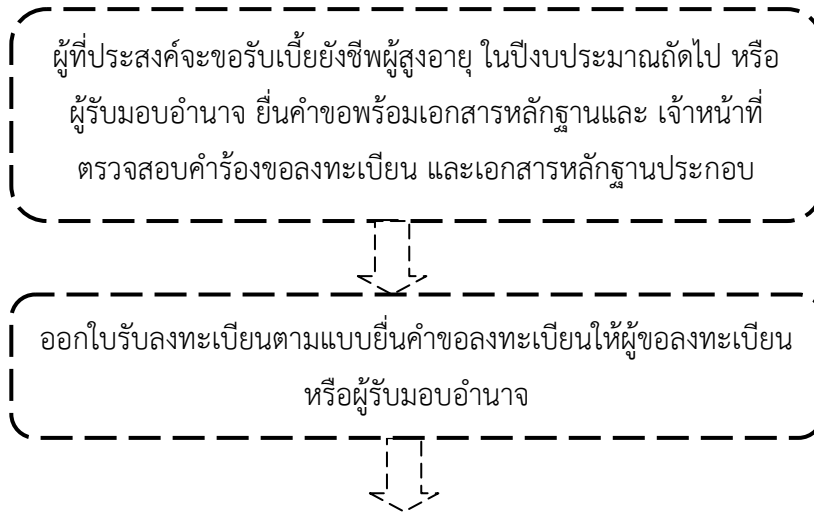 ผู้ที่ประสงค์จะขอรับเบี้ยยังชีพผู้สูงอายุ ในปีงบประมาณถัดไป หรือ
ผู้รับมอบอำนาจ ยื่นคำขอพร้อมเอกสารหลักฐานและ เจ้าหน้าที่
ตรวจสอบคำร้องขอลงทะเบียน และเอกสารหลักฐานประกอบ
ออกใบรับลงทะเบียนตามแบบยื่นคำขอลงทะเบียนให้ผู้ขอลงทะเบียน
หรือผู้รับมอบอำนาจ